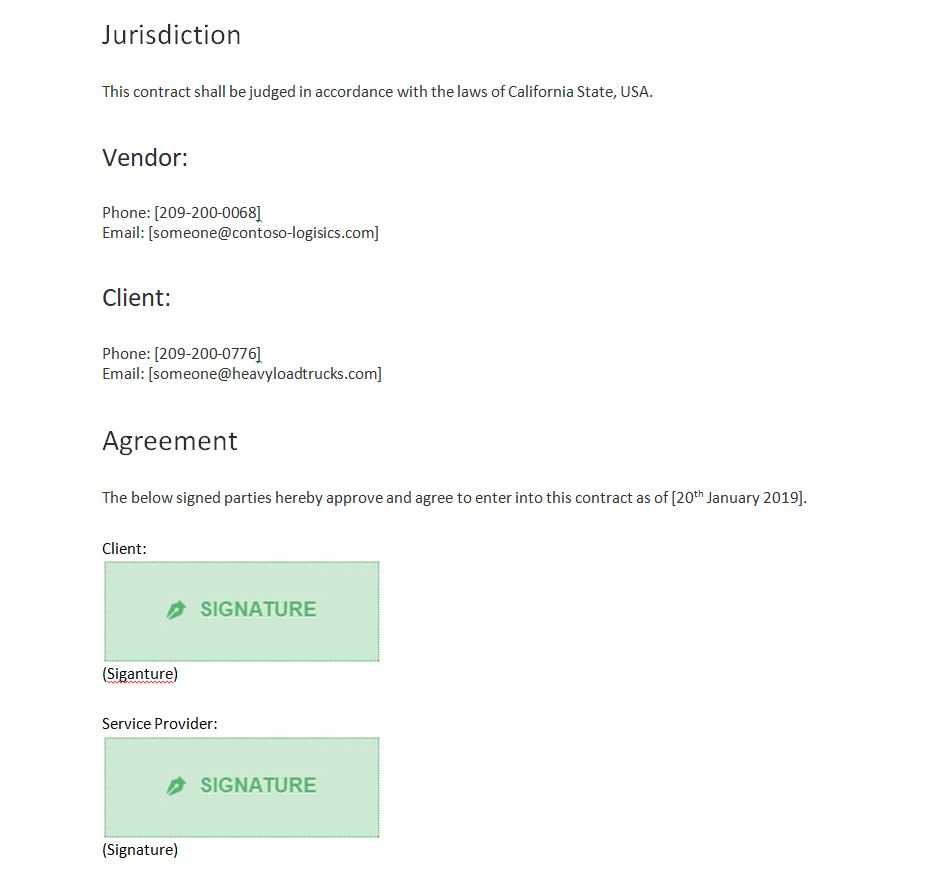 Jurisdiction
This contract shall be judged in accordance with the laws of California State, USA.
Vendor:
Phone: [209-200-0068]
Email: [someone@contoso-logisics.com]
Client:
Phone: [209-200-0776]
Email: [someone@heavyloadtrucks.com]
Agreement
The below signed parties hereby approve and agree to enter into this contract as of [20th January 2019].
Client:
SIGNATURE
(Siganture)
Service Provider:
SIGNATURE
(Signature)